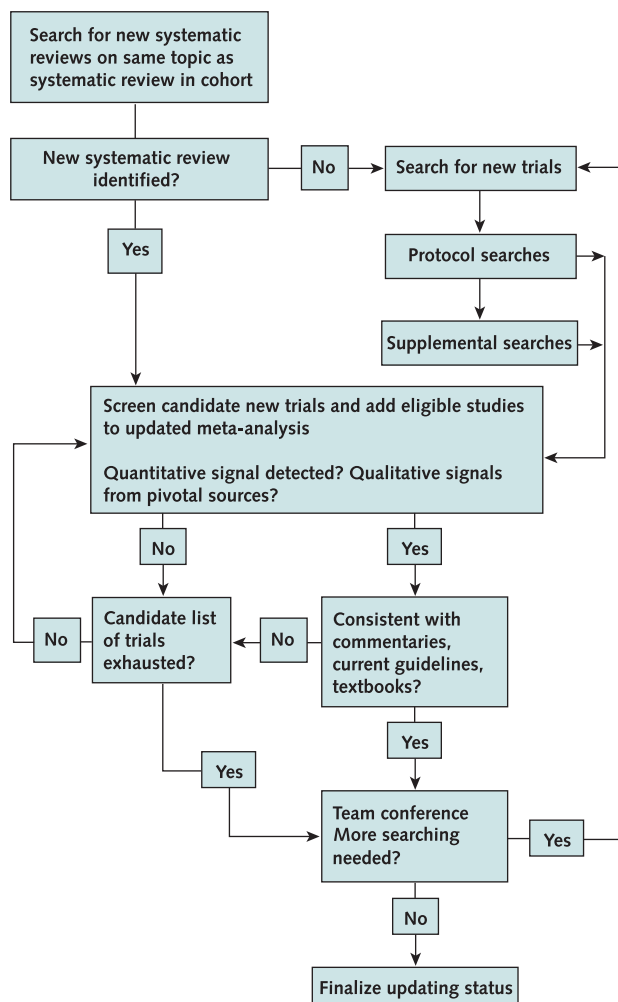 Search for new systematic
reviews on same topic as
systematic review in cohort
New systematic review
identified?
No
Search for new trials
Yes
Protocol searches
Supplemental searches
Screen candidate new trials and add eligible studies
to updated meta-analysis
Quantitative signal detected? Qualitative signals
from pivotal sources?
No
Yes
No
Candidate list
of trials
exhausted?
No
Consistent with
commentaries,
current guidelines,
textbooks?
Yes
Yes
Team conference
More searching
needed?
Yes
No
Finalize updating status